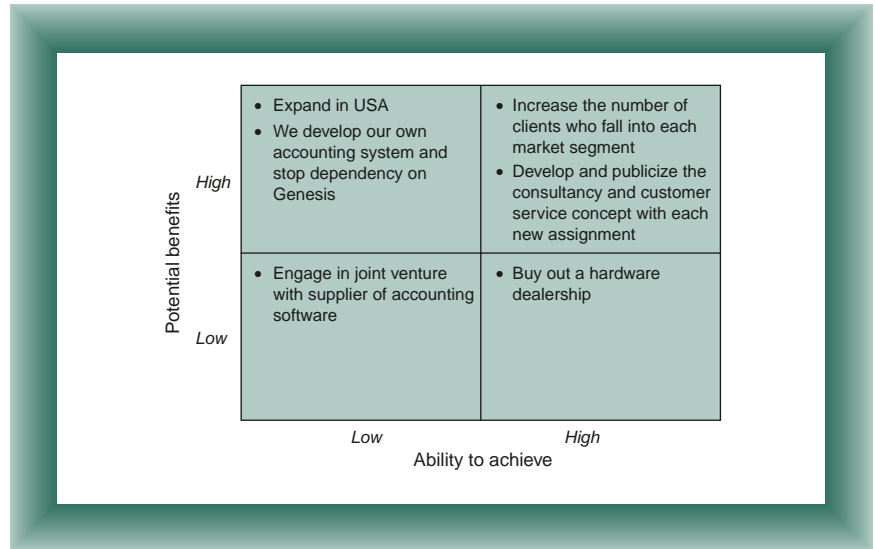 • Expand in USA
• We develop our own
accounting system and
stop dependency on
Genesis
• Increase the number of
clients who fall into each
market segment
• Develop and publicize the
consultancy and customer
service concept with each
new assignment
High
Potential benefits
• Engage in joint venture
with supplier of accounting
software
• Buy out a hardware
dealership
Low
Low
High
Ability to achieve